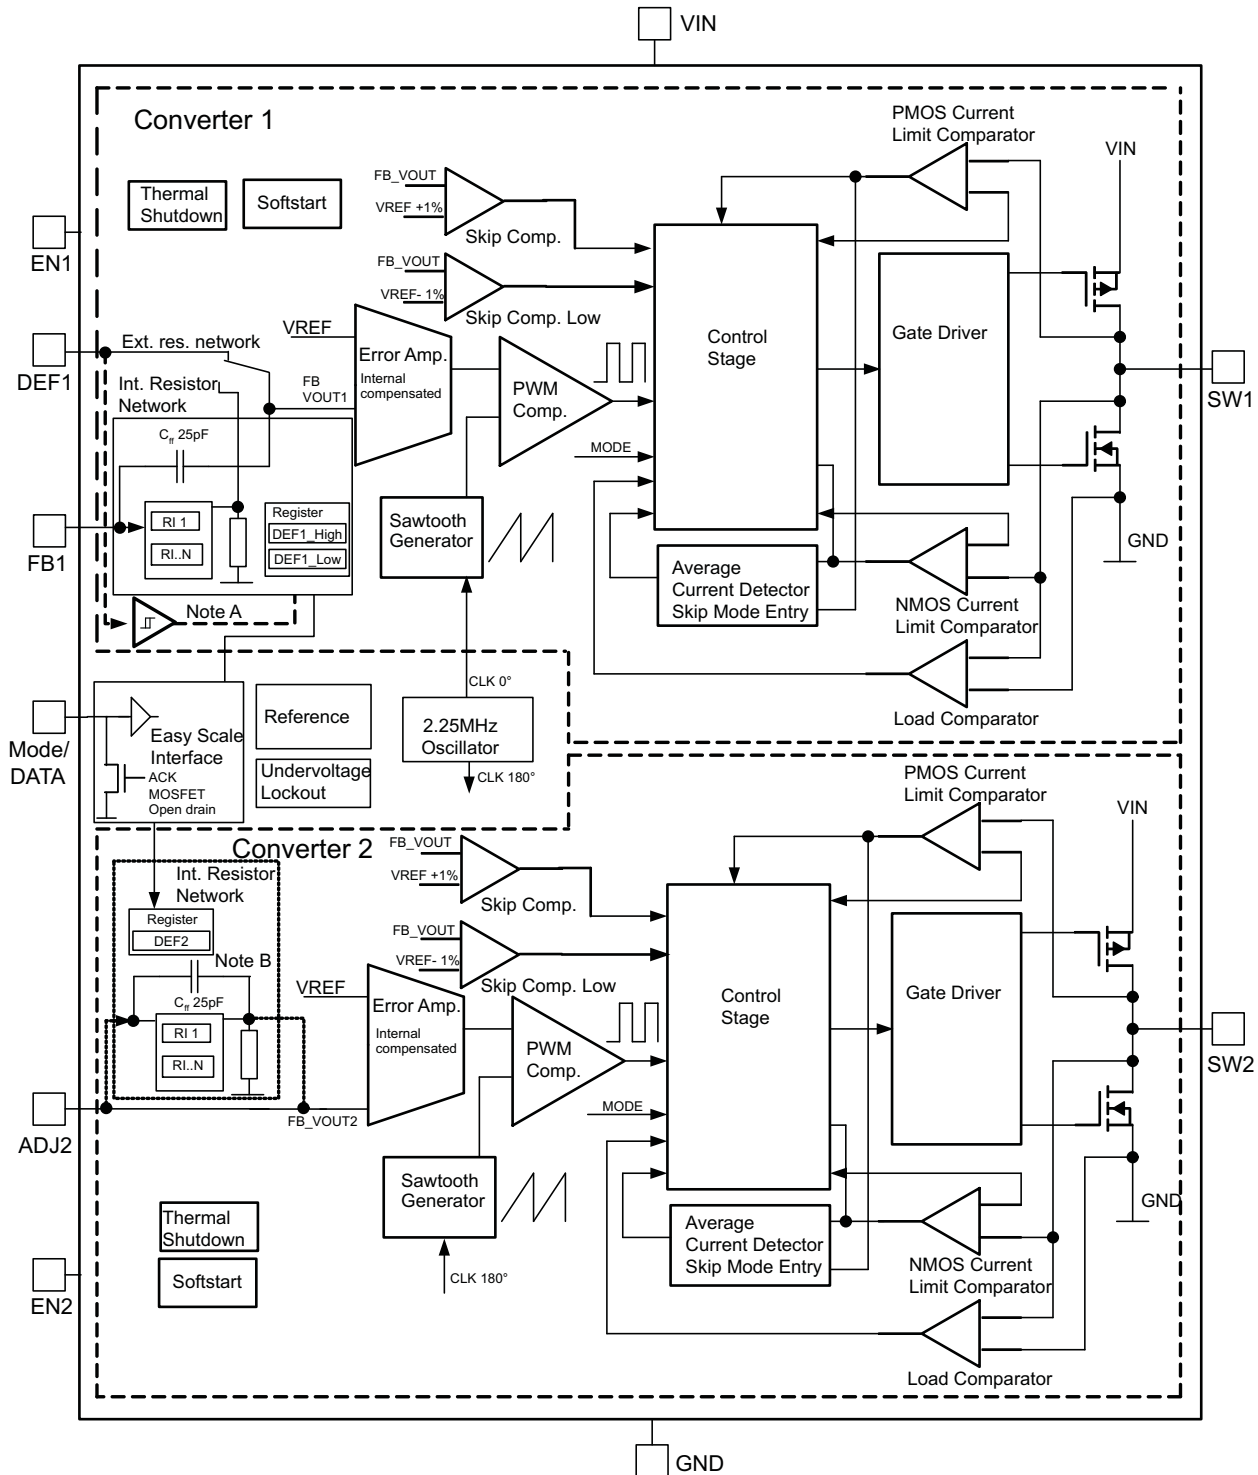 VIN
Converter 1
PMOS Current
Limit Comparator
VIN
Thermal
Shutdown
Softstart
FB_VOUT
VREF +1%
Skip Comp.
EN1
FB_VOUT
VREF- 1%
Skip Comp. Low
Control
Stage
Gate Driver
VREF
Ext. res. network
DEF1
Error Amp.
Internal
compensated
Int. Resistor
Network
FB
VOUT1
PWM
Comp.
SW1
Cff 25pF
MODE
RI 1
RI..N
Register
DEF1_High
DEF1_Low
FB1
Sawtooth
Generator
GND
Average
Current Detector
Skip Mode Entry
NMOS Current
Limit Comparator
Note A
CLK 0°
Load Comparator
Mode/
DATA
Easy Scale
Interface
ACK
MOSFET
Open drain
Reference
2.25MHz
Oscillator
Undervoltage
Lockout
CLK 180°
PMOS Current
Limit Comparator
VIN
Converter 2
FB_VOUT
VREF +1%
Skip Comp.
Int. Resistor
Network
Register
DEF2
FB_VOUT
VREF- 1%
Skip Comp. Low
Note B
Cff 25pF
VREF
Error Amp.
Internal
compensated
Control
Stage
Gate Driver
RI 1
RI..N
PWM
Comp.
SW2
MODE
ADJ2
FB_VOUT2
Sawtooth
Generator
GND
Thermal
Shutdown
Average
Current Detector
Skip Mode Entry
NMOS Current
Limit Comparator
Softstart
CLK 180°
EN2
Load Comparator
GND